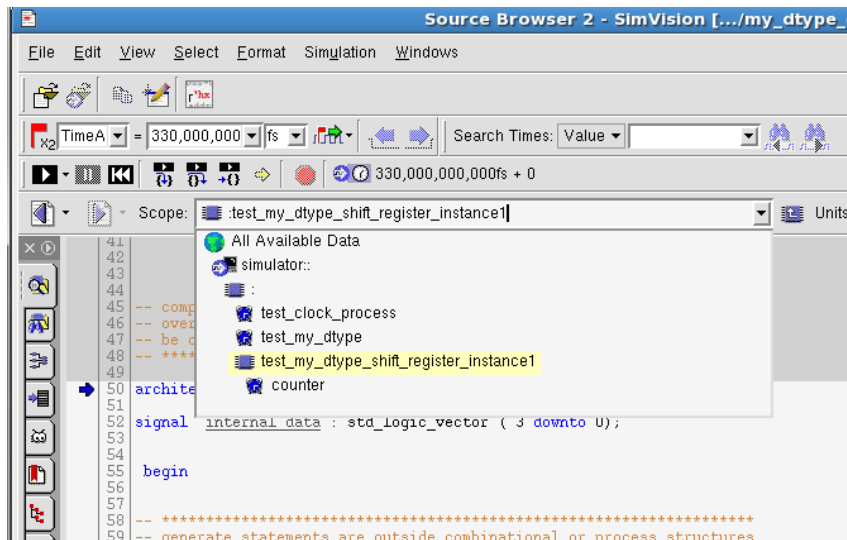 Source Browser 2 - SimVision [.../my_dtype_
File Edit View Select Format Simulation Windows
TimeA = 330,000,000 fs Search Times: Value
330,000,000,000fs + 0
Scope: :test_my_dtype_shift_register_instance1 Units
41 All Available Data
42
43 simulator::
44 :
45 -- comp
46 -- over test_clock_process
47 -- be c test_my_dtype
48 -- **** test_my_dtype_shift_register_instance1
49 counter
50 archite
51
52 signal internal_data : std_logic_vector ( 3 downto 0);
53
54
55 begin
56
57
58 -- ********************************************************************
59 -- generate statements are outside combinational or process structures